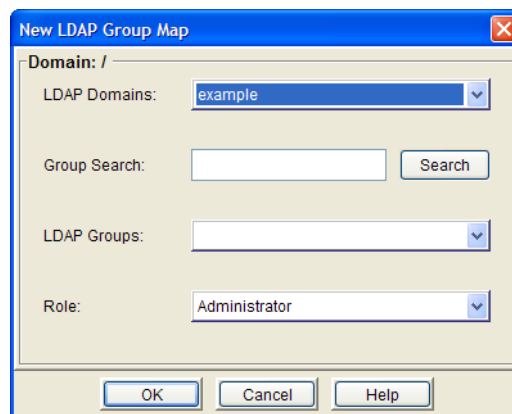 New LDAP Group Map
Domain: /
LDAP Domains: example
Group Search: Search
LDAP Groups:
Role: Administrator
OK Cancel Help